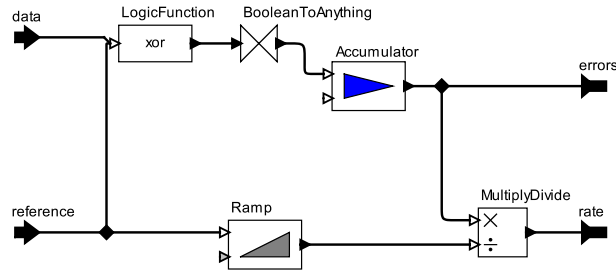 data
LogicFunction
BooleanToAnything
xor
Accumulator
errors
reference
Ramp
MultiplyDivide
rate
×
÷